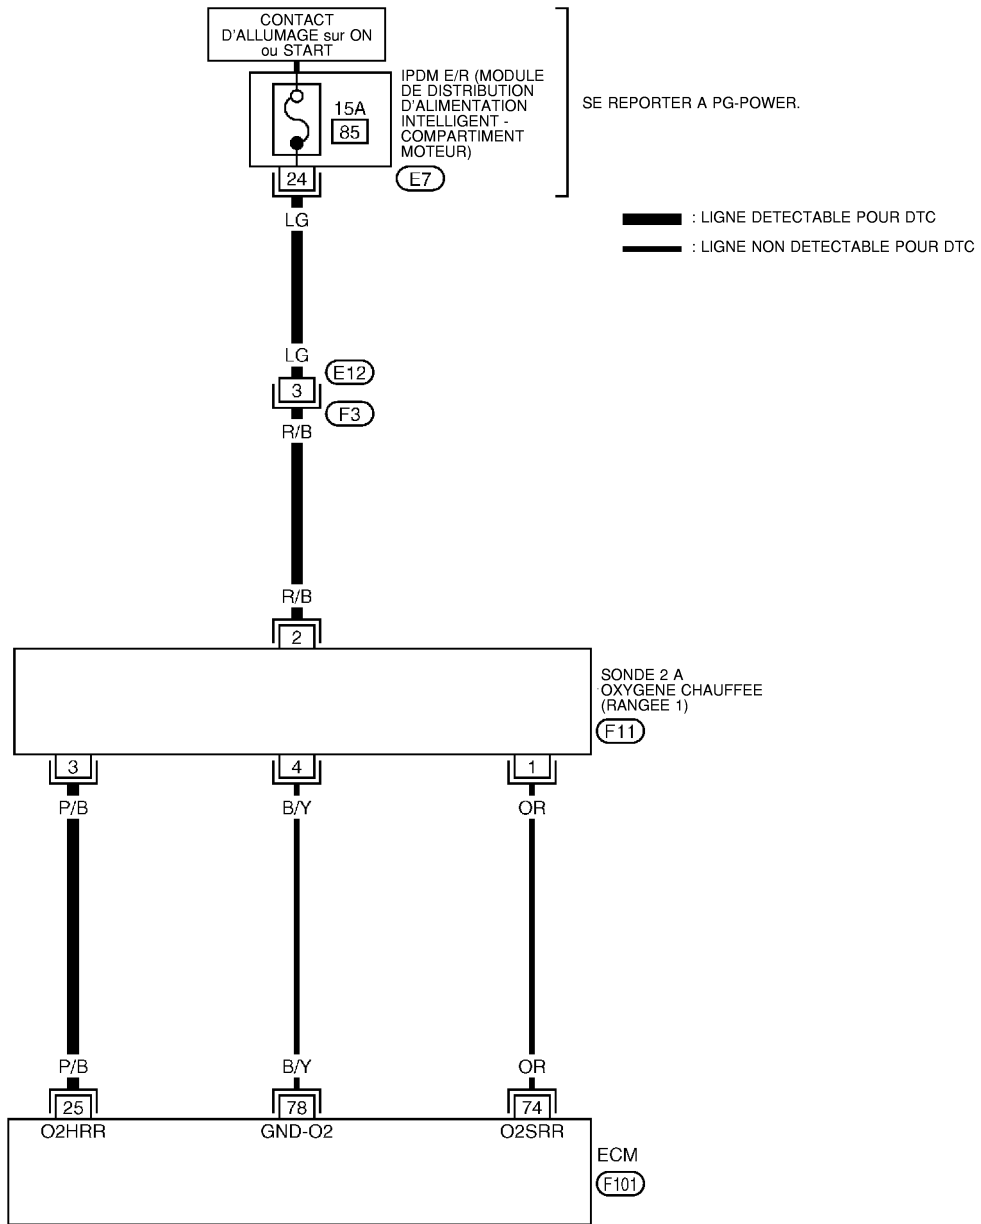 CONTACT
D'ALLUMAGE sur ON
ou START
IPDM E/R (MODULE
DE DISTRIBUTION
D'ALIMENTATION
INTELLIGENT -
COMPARTIMENT
MOTEUR)
15A
85
SE REPORTER A PG-POWER.
24
E7
LG
: LIGNE DETECTABLE POUR DTC
: LIGNE NON DETECTABLE POUR DTC
LG
E12
3
F3
R/B
R/B
2
SONDE 2 A
OXYGENE CHAUFFEE
(RANGEE 1)
F11
3 4 1
P/B B/Y OR
P/B B/Y OR
25 78 74
O2HRR GND-O2 O2SRR
ECM
F101